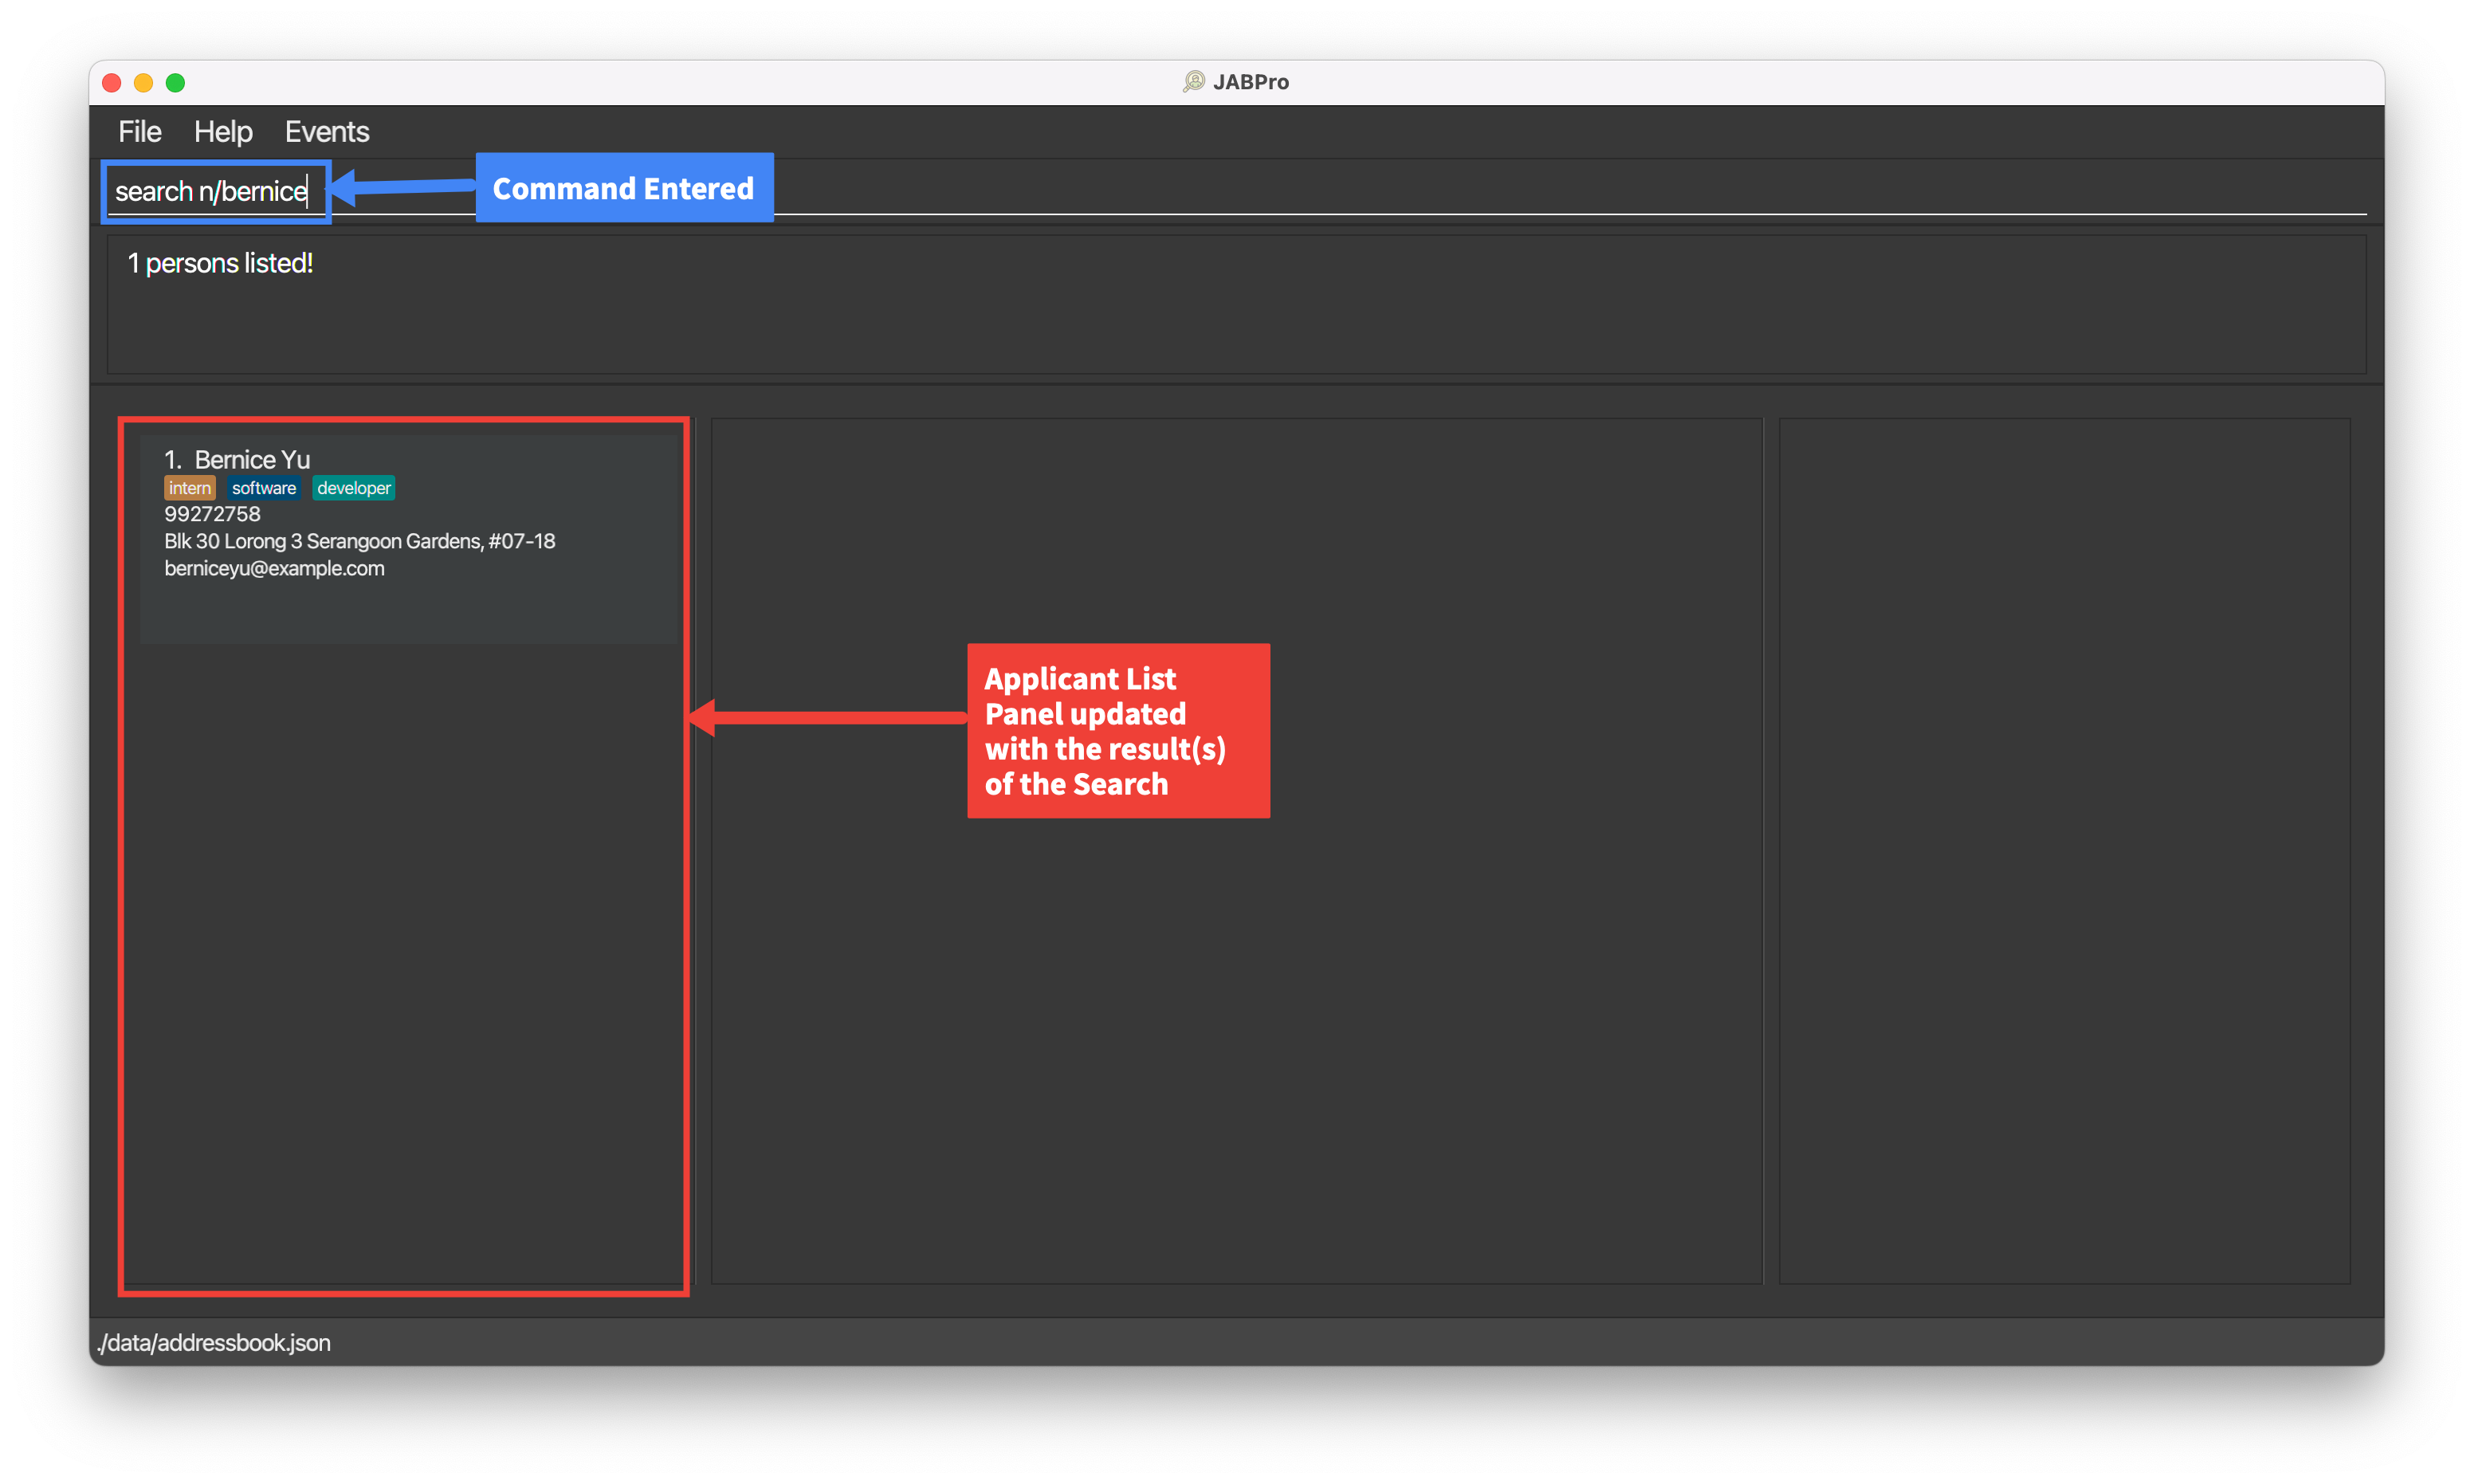 JABPro
File Help Events
search n/bernice
Command Entered
1 persons listed!
1. Bernice Yu
intern software developer
99272758
Blk 30 Lorong 3 Serangoon Gardens, #07-18
berniceyu@example.com
Applicant List
Panel updated
with the result(s)
of the Search
./data/addressbook.json